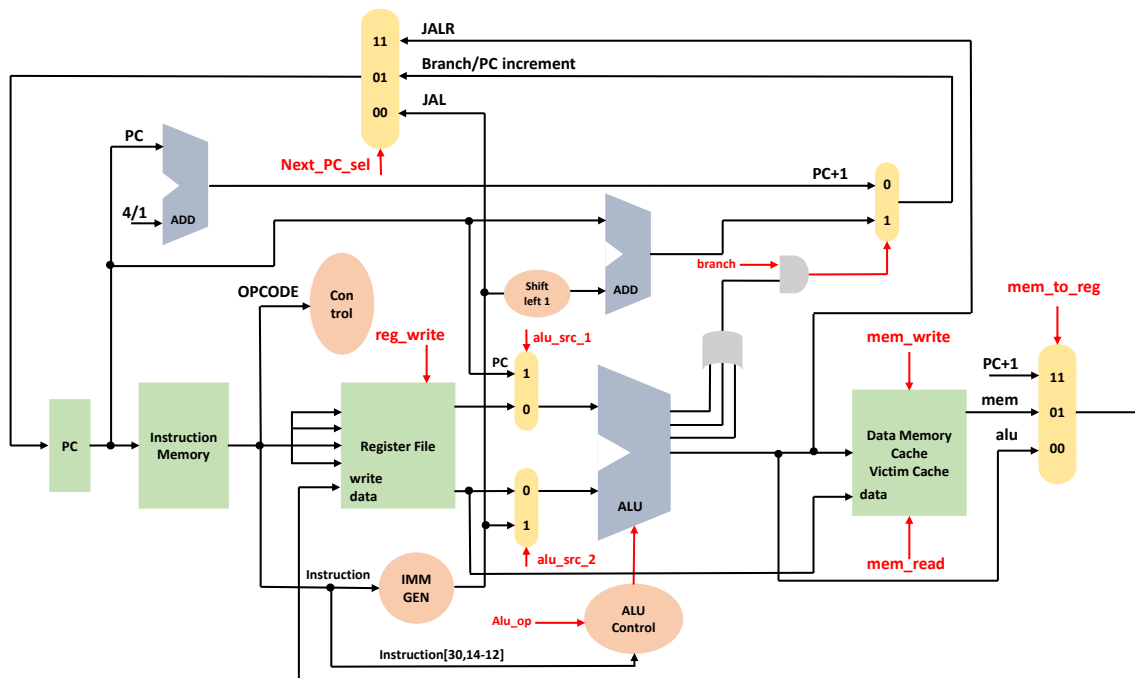 JALR
11
Branch/PC increment
01
JAL
00
PC
Next_PC_sel
PC+1
0
4/1
ADD
1
branch
Shift
left 1
ADD
OPCODE
Con
trol
mem_to_reg
reg_write
alu_src_1
mem_write
PC
1
PC+1
11
0
mem
01
PC
Instruction
Memory
Register File
Data Memory
Cache
Victim Cache
alu
00
write
data
0
ALU
data
1
alu_src_2
mem_read
Instruction
IMM
GEN
Alu_op
ALU
Control
Instruction[30,14-12]